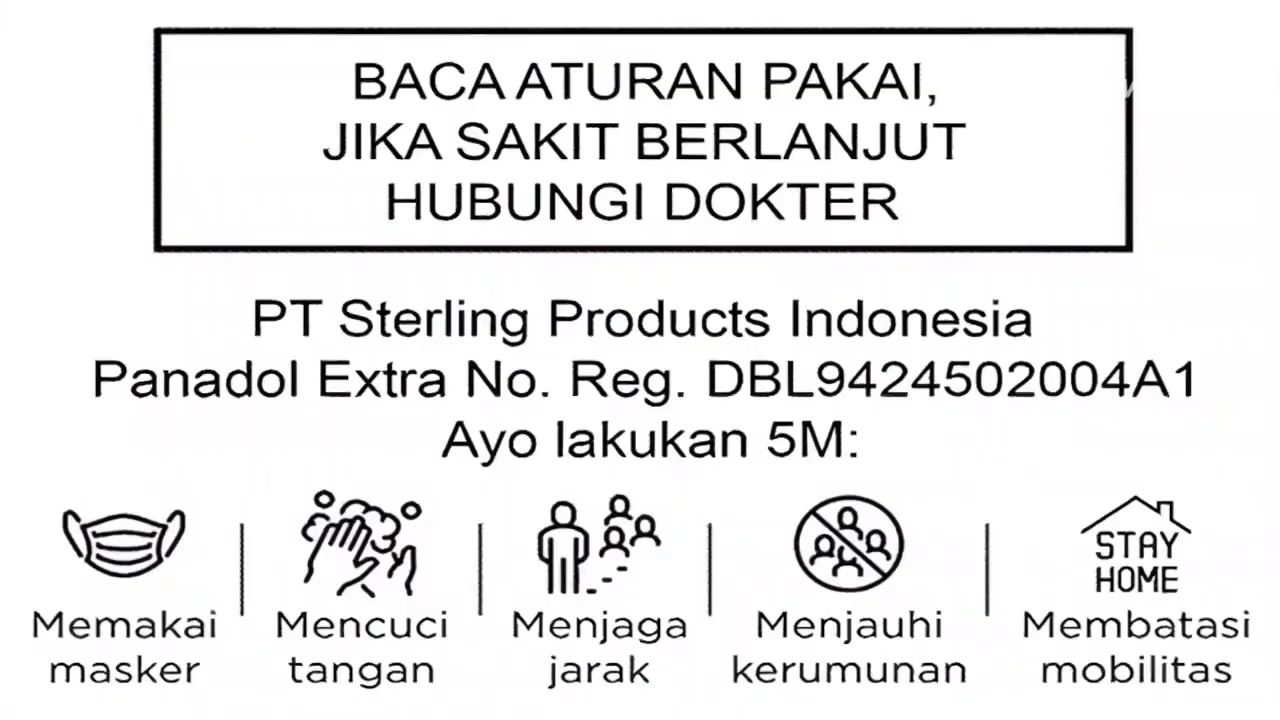 BACA ATURAN PAKAI,
JIKA SAKIT BERLANJUT
HUBUNGI DOKTER
PT Sterling Products Indonesia
Panadol Extra No. Reg. DBL9424502004A1
Ayo lakukan 5M:
STAY
HOME
Memakai masker
Mencuci tangan
Menjaga jarak
Menjauhi kerumunan
Membatasi mobilitas